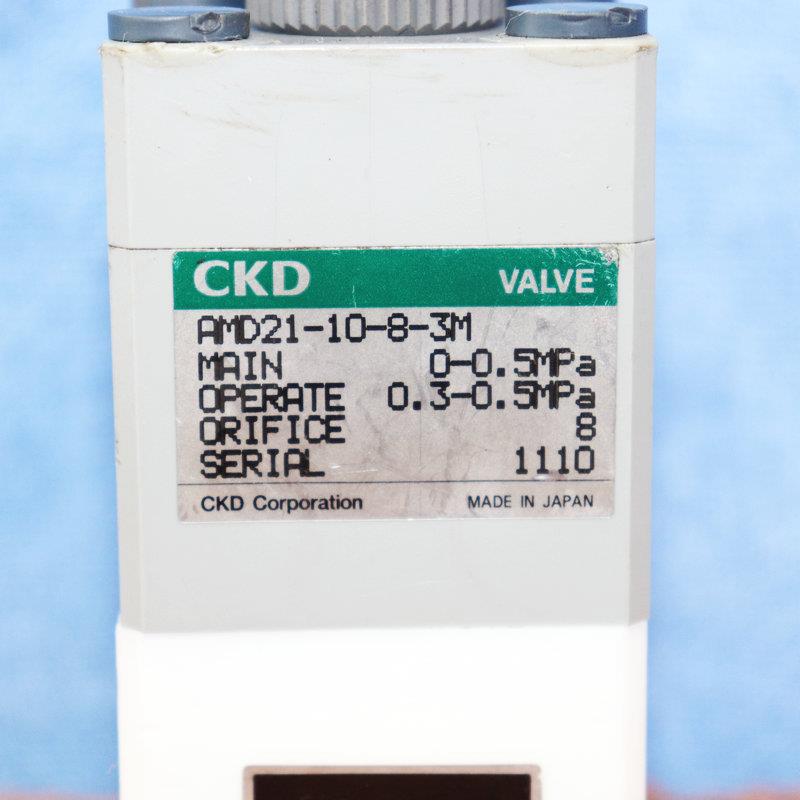 CKD VALVE
AMD21-10-8-3M
MAIN 0-0.5MPa
OPERATE 0.3-0.5MPa
ORIFICE 8
SERIAL 1110
CKD Corporation MADE IN JAPAN